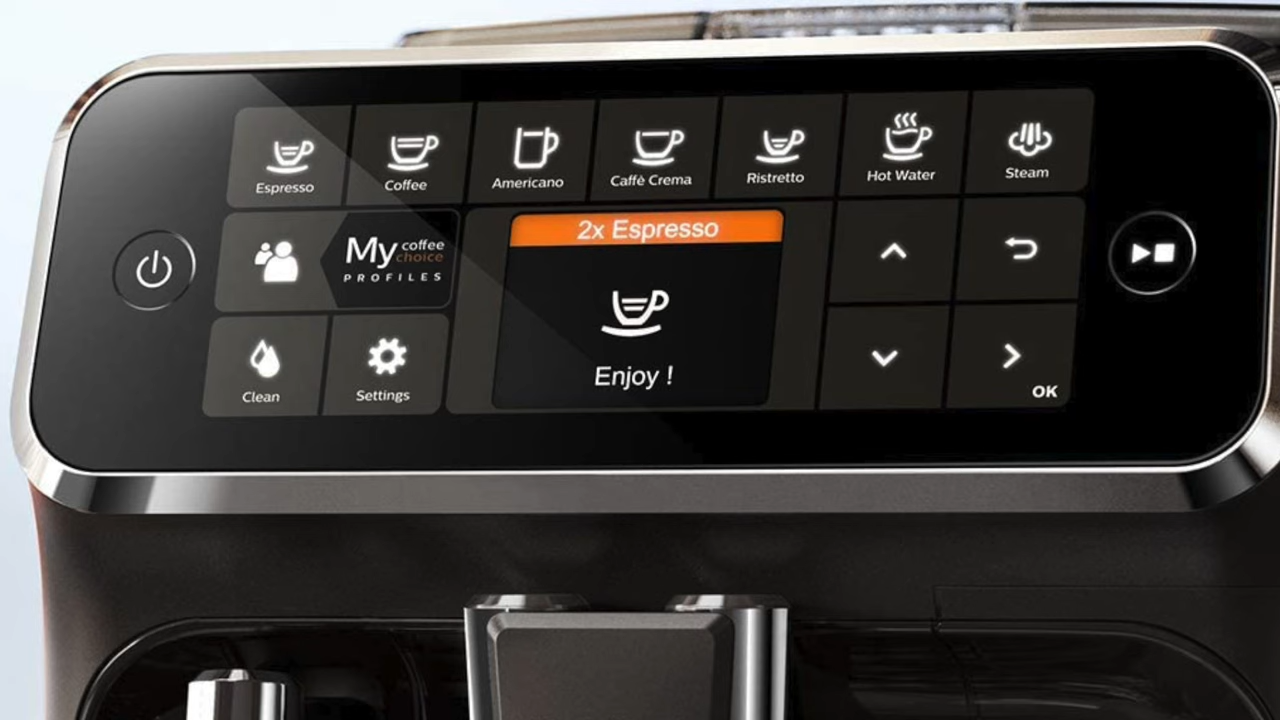 Espresso
Coffee
Americano
Caffè Crema
Ristretto
Hot Water
Steam
My coffee choice
PROFILES
2x Espresso
Enjoy !
Clean
Settings
OK